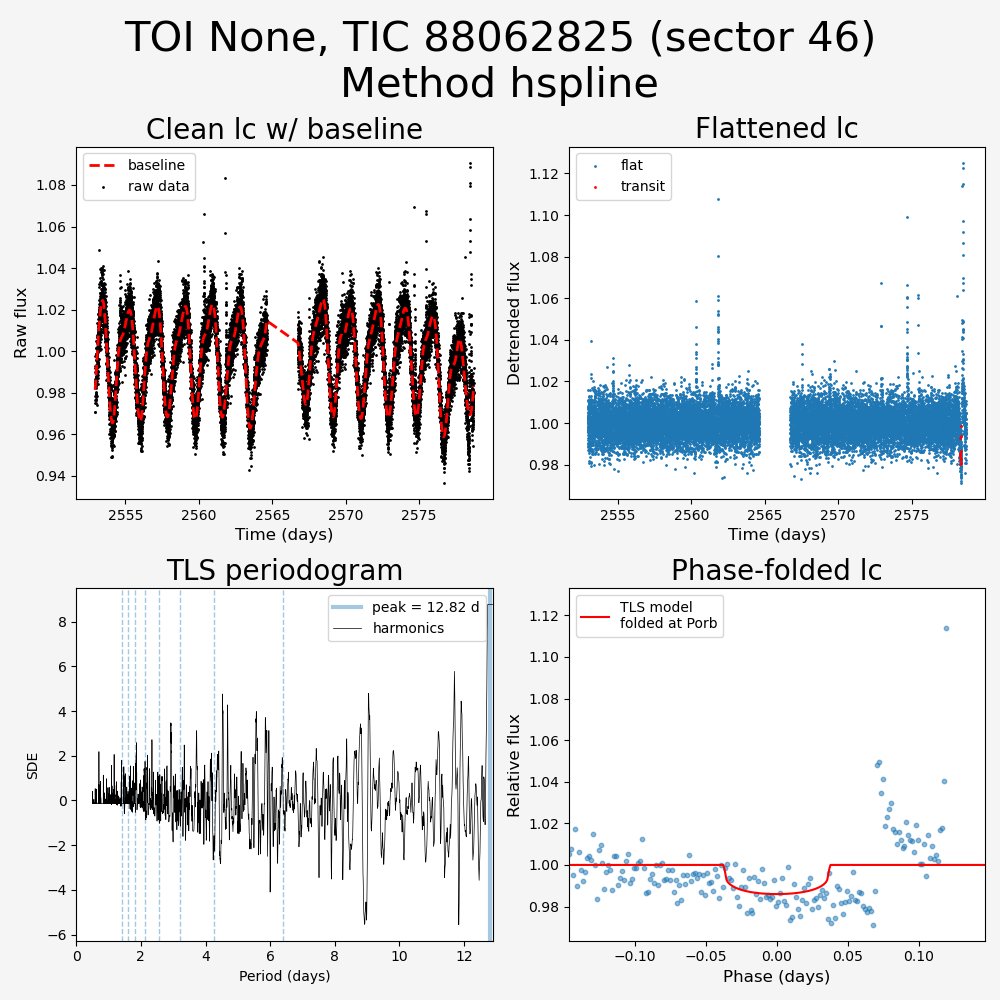 TOI None, TIC 88062825 (sector 46)
Method hspline
Clean lc w/ baseline
baseline
raw data
1.08
1.06
1.04
1.02
1.00
0.98
0.96
0.94
Raw flux
2555
2560
2565
2570
2575
Time (days)
Flattened lc
flat
transit
1.12
1.10
1.08
1.06
1.04
1.02
1.00
0.98
Detrended flux
2555
2560
2565
2570
2575
Time (days)
TLS periodogram
peak = 12.82 d
harmonics
8
6
4
2
0
−2
−4
−6
SDE
0
2
4
6
8
10
12
Period (days)
Phase-folded lc
TLS model
folded at Porb
1.12
1.10
1.08
1.06
1.04
1.02
1.00
0.98
Relative flux
−0.10
−0.05
0.00
0.05
0.10
Phase (days)